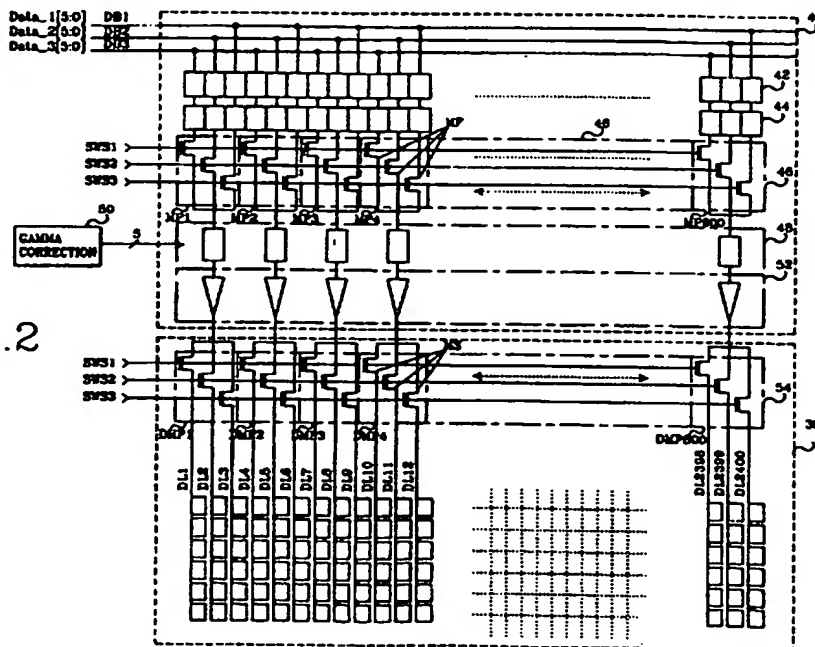 Data_1[5:0] DB1
Data_2[5:0] DB2
Data_3[5:0] DB3
42
44
46
MP
SWS1
SWS2
SWS3
46
MP1 MP2 MP3 MP4 MP800
50
48
GAMMA
CORRECTION
52
.2
MS
SWS1
SWS2
SWS3
54
DMP1 DMP2 DMP3 DMP4 DMP800
DL1 DL2 DL3 DL4 DL5 DL6 DL7 DL8 DL9 DL10 DL11 DL12 DL2398 DL2399 DL2400